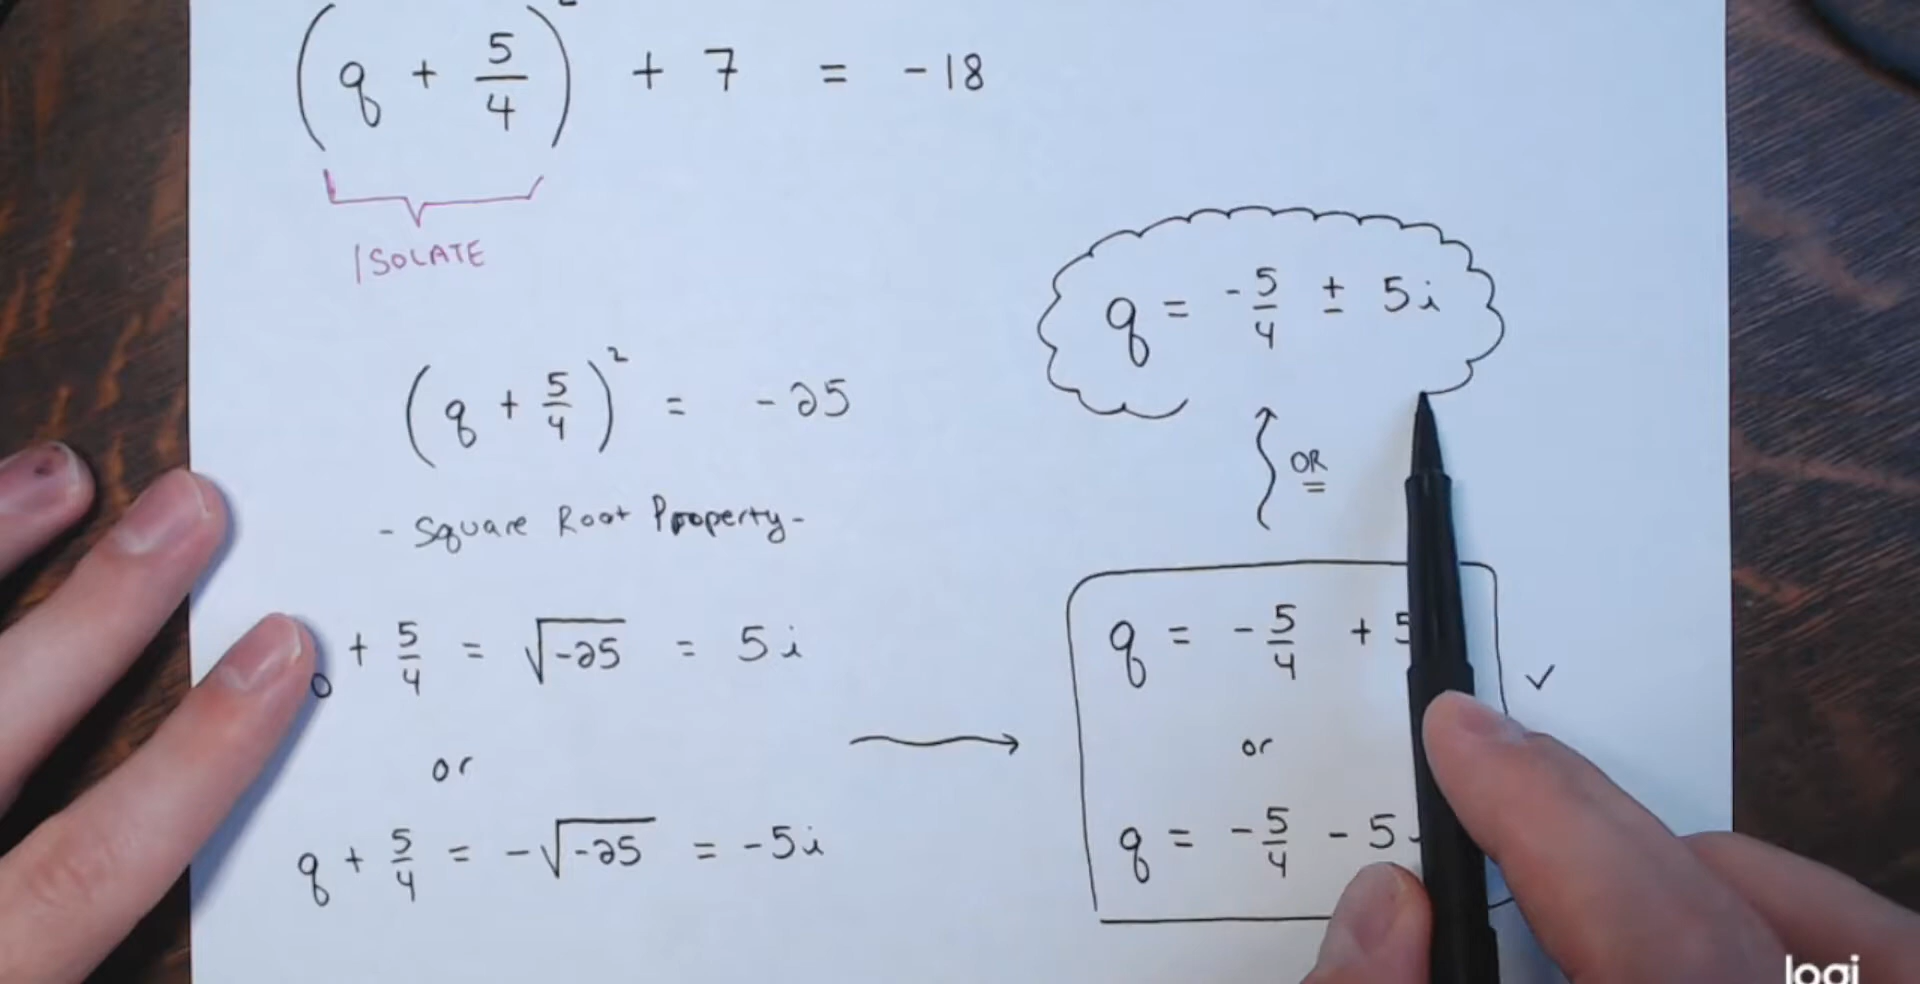 (q + 5/4)² + 7 = -18
ISOLATE
(q + 5/4)² = -25
- Square Root Property -
+ 5/4 = √-25 = 5i
or
q + 5/4 = -√-25 = -5i
q = -5/4 ± 5i
OR
q = -5/4 + 5
or
q = -5/4 - 5
logi